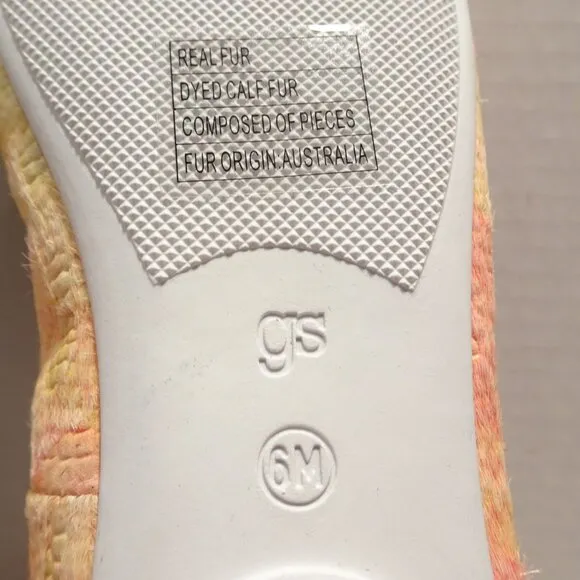 REAL FUR
DYED CALF FUR
COMPOSED OF PIECES
FUR ORIGIN:AUSTRALIA
gs
6M